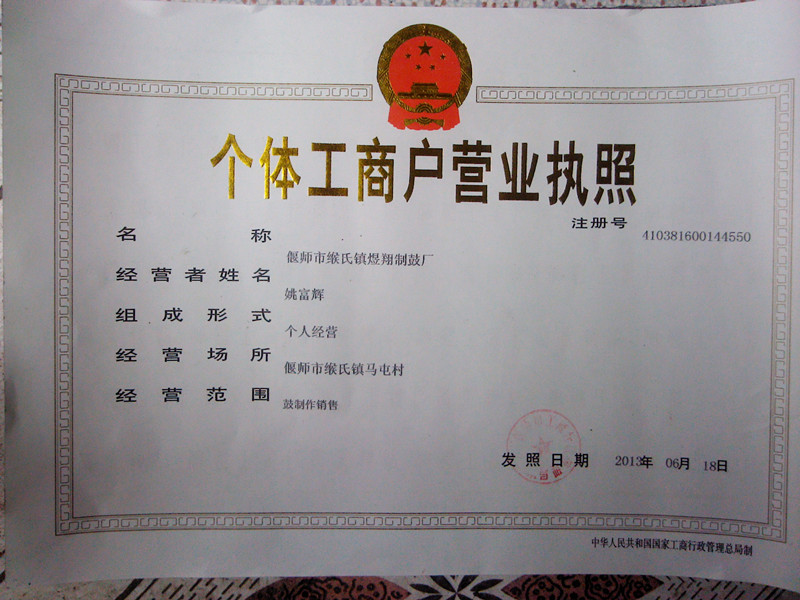 个体工商户营业执照
注册号 410381600144550
名称 偃师市缑氏镇煜翔制鼓厂
经营者姓名 姚富辉
组成形式 个人经营
经营场所 偃师市缑氏镇马屯村
经营范围 鼓制作销售
发照日期 2013年 06月 18日
中华人民共和国国家工商行政管理总局制